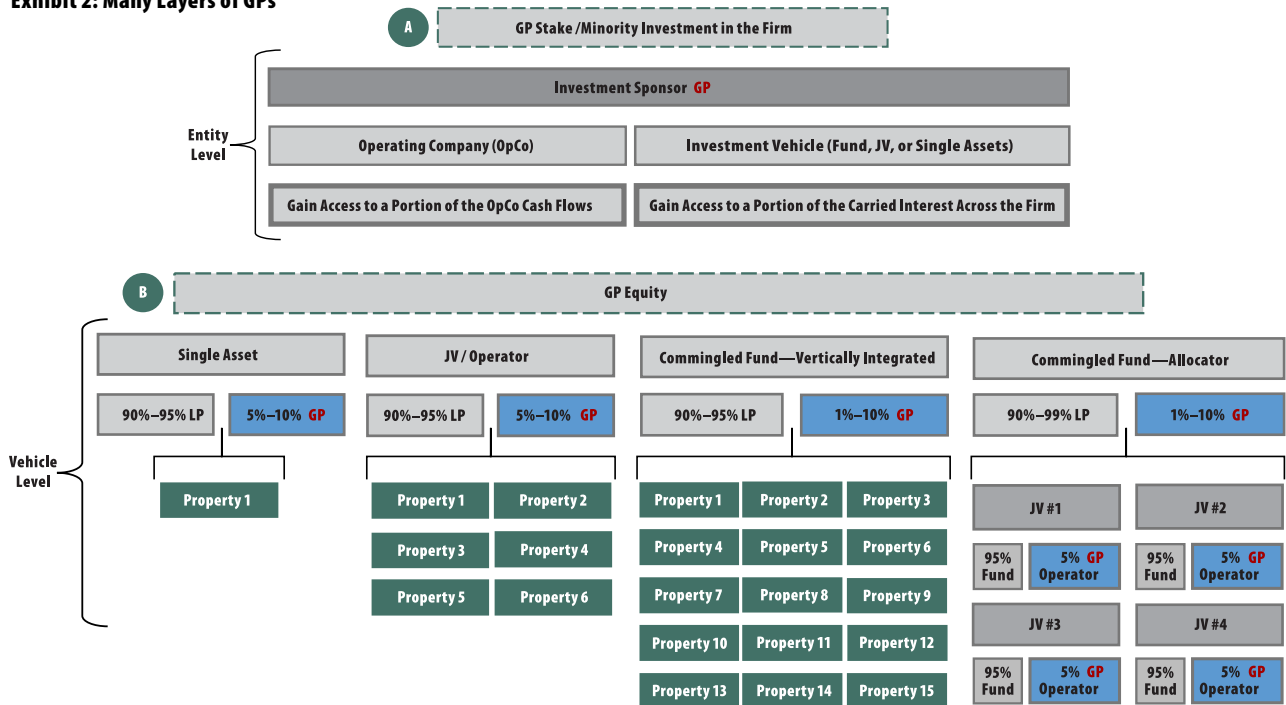 Exhibit 2: Many Layers of GPs
A
GP Stake/Minority Investment in the Firm
Entity
Level
Investment Sponsor GP
Operating Company (OpCo)
Investment Vehicle (Fund, JV, or Single Assets)
Gain Access to a Portion of the OpCo Cash Flows
Gain Access to a Portion of the Carried Interest Across the Firm
B
GP Equity
Vehicle
Level
Single Asset
90%–95% LP
5%–10% GP
Property 1
JV / Operator
90%–95% LP
5%–10% GP
Property 1
Property 2
Property 3
Property 4
Property 5
Property 6
Commingled Fund—Vertically Integrated
90%–95% LP
1%–10% GP
Property 1
Property 2
Property 3
Property 4
Property 5
Property 6
Property 7
Property 8
Property 9
Property 10
Property 11
Property 12
Property 13
Property 14
Property 15
Commingled Fund—Allocator
90%–99% LP
1%–10% GP
JV #1
95%
Fund
5% GP
Operator
JV #2
95%
Fund
5% GP
Operator
JV #3
95%
Fund
5% GP
Operator
JV #4
95%
Fund
5% GP
Operator